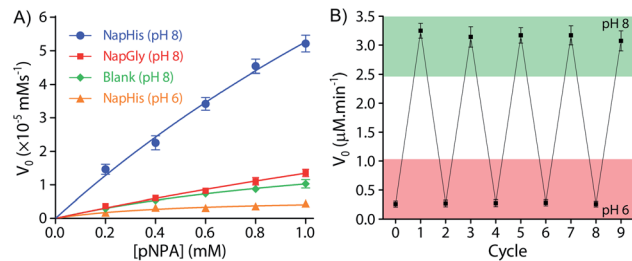 A)
6
5
4
3
2
1
0
V₀ (×10⁻⁵ mMs⁻¹)
NapHis (pH 8)
NapGly (pH 8)
Blank (pH 8)
NapHis (pH 6)
0.0 0.2 0.4 0.6 0.8 1.0
[pNPA] (mM)
B)
3.5
3.0
2.5
2.0
1.5
1.0
0.5
0.0
V₀ (µM.min⁻¹)
pH 8
pH 6
0 1 2 3 4 5 6 7 8 9
Cycle